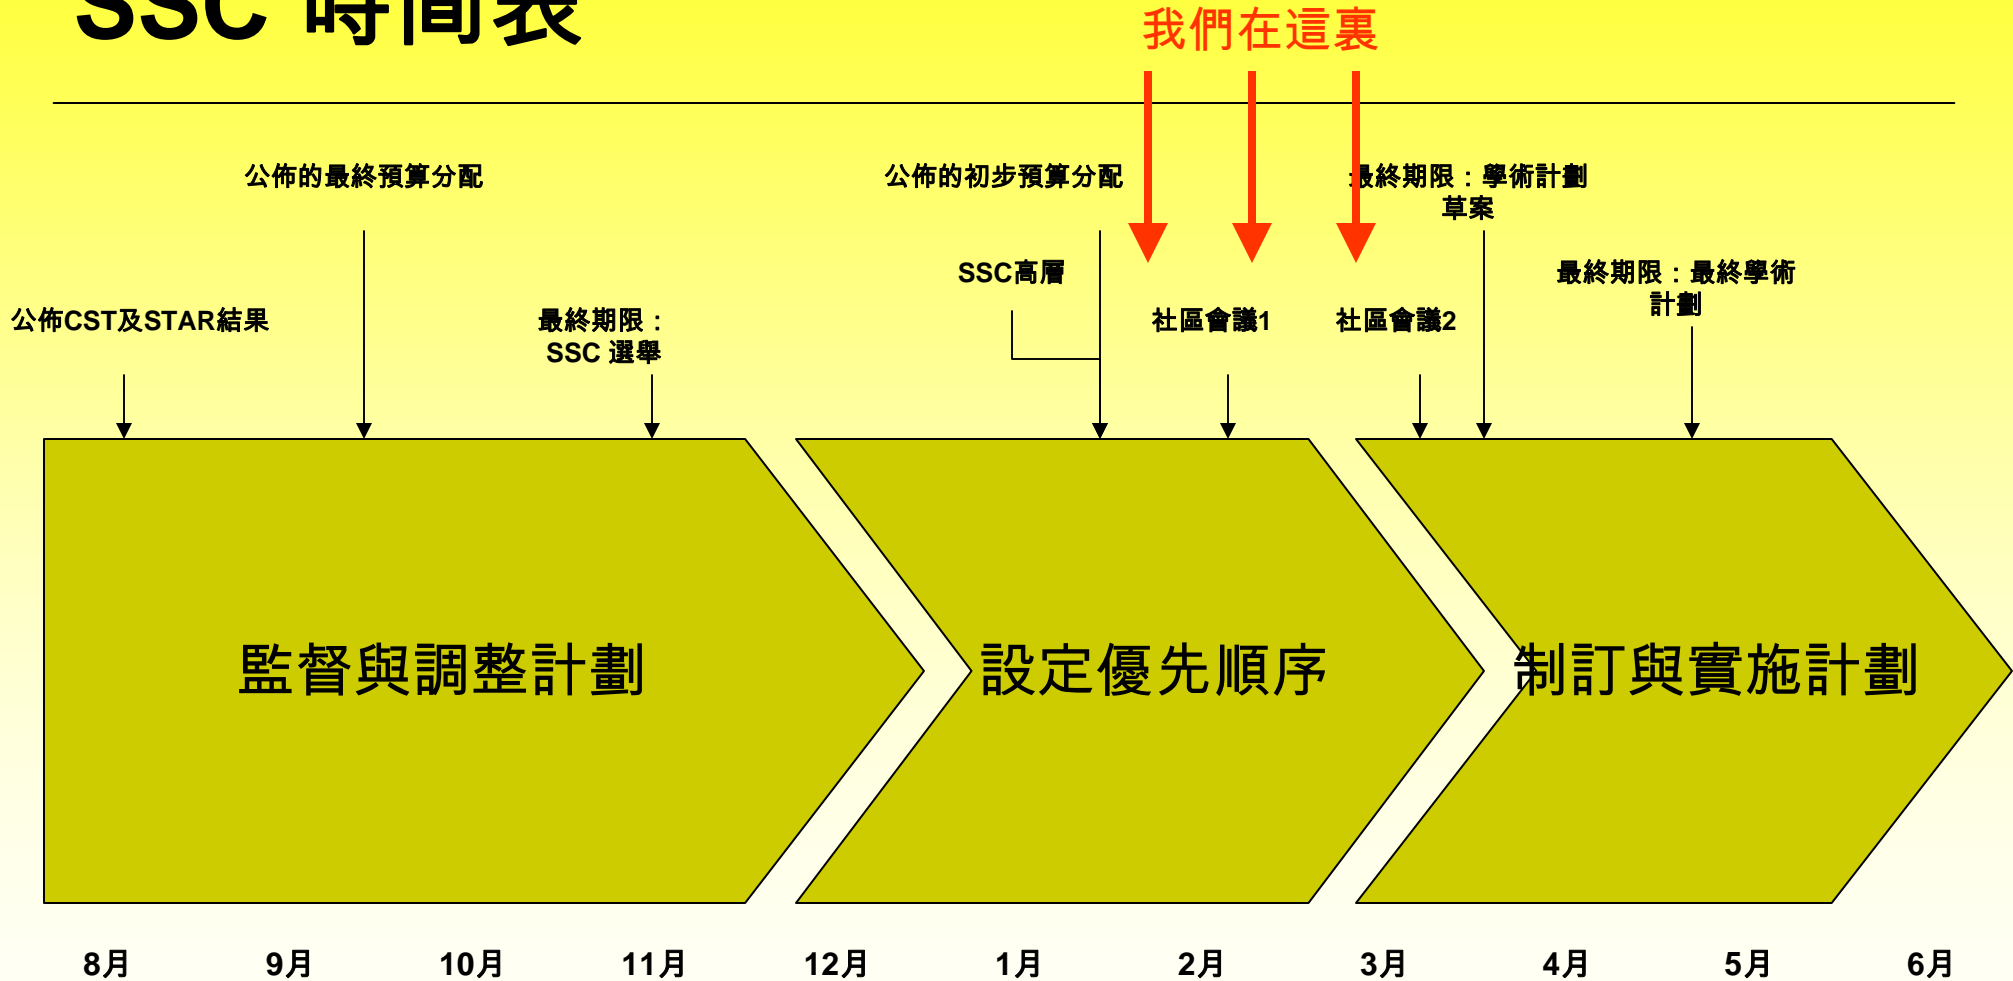 SSC 時間表
我們在這裏
公佈的最終預算分配
公佈的初步預算分配
最終期限：學術計劃
草案
SSC高層
最終期限：最終學術
計劃
公佈CST及STAR結果
最終期限：
SSC 選舉
社區會議1
社區會議2
監督與調整計劃
設定優先順序
制訂與實施計劃
8月
9月
10月
11月
12月
1月
2月
3月
4月
5月
6月